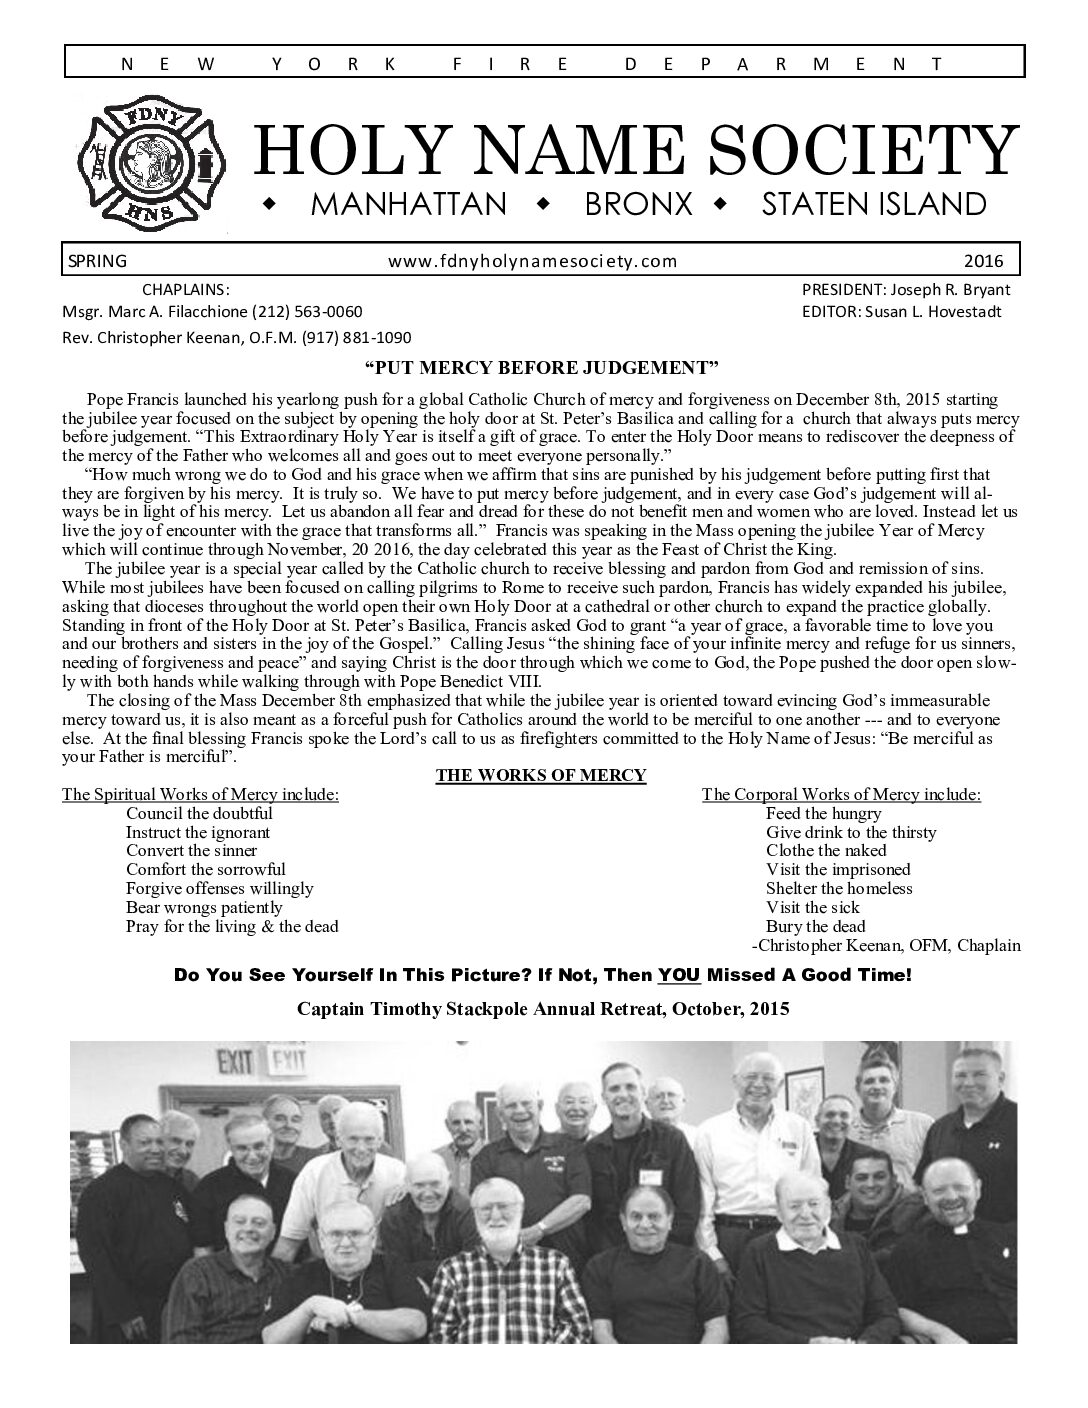 NEW YORK FIRE DEPARMENT
FDNY
HNS
HOLY NAME SOCIETY
◆ MANHATTAN ◆ BRONX ◆ STATEN ISLAND
SPRING www.fdnyholynamesociety.com 2016
CHAPLAINS: PRESIDENT: Joseph R. Bryant
Msgr. Marc A. Filacchione (212) 563-0060 EDITOR: Susan L. Hovestadt
Rev. Christopher Keenan, O.F.M. (917) 881-1090
“PUT MERCY BEFORE JUDGEMENT”
Pope Francis launched his yearlong push for a global Catholic Church of mercy and forgiveness on December 8th, 2015 starting
the jubilee year focused on the subject by opening the holy door at St. Peter’s Basilica and calling for a church that always puts mercy
before judgement. “This Extraordinary Holy Year is itself a gift of grace. To enter the Holy Door means to rediscover the deepness of
the mercy of the Father who welcomes all and goes out to meet everyone personally.”
“How much wrong we do to God and his grace when we affirm that sins are punished by his judgement before putting first that
they are forgiven by his mercy. It is truly so. We have to put mercy before judgement, and in every case God’s judgement will al-
ways be in light of his mercy. Let us abandon all fear and dread for these do not benefit men and women who are loved. Instead let us
live the joy of encounter with the grace that transforms all.” Francis was speaking in the Mass opening the jubilee Year of Mercy
which will continue through November, 20 2016, the day celebrated this year as the Feast of Christ the King.
The jubilee year is a special year called by the Catholic church to receive blessing and pardon from God and remission of sins.
While most jubilees have been focused on calling pilgrims to Rome to receive such pardon, Francis has widely expanded his jubilee,
asking that dioceses throughout the world open their own Holy Door at a cathedral or other church to expand the practice globally.
Standing in front of the Holy Door at St. Peter’s Basilica, Francis asked God to grant “a year of grace, a favorable time to love you
and our brothers and sisters in the joy of the Gospel.” Calling Jesus “the shining face of your infinite mercy and refuge for us sinners,
needing of forgiveness and peace” and saying Christ is the door through which we come to God, the Pope pushed the door open slow-
ly with both hands while walking through with Pope Benedict VIII.
The closing of the Mass December 8th emphasized that while the jubilee year is oriented toward evincing God’s immeasurable
mercy toward us, it is also meant as a forceful push for Catholics around the world to be merciful to one another --- and to everyone
else. At the final blessing Francis spoke the Lord’s call to us as firefighters committed to the Holy Name of Jesus: “Be merciful as
your Father is merciful”.
THE WORKS OF MERCY
The Spiritual Works of Mercy include:
Council the doubtful
Instruct the ignorant
Convert the sinner
Comfort the sorrowful
Forgive offenses willingly
Bear wrongs patiently
Pray for the living & the dead
The Corporal Works of Mercy include:
Feed the hungry
Give drink to the thirsty
Clothe the naked
Visit the imprisoned
Shelter the homeless
Visit the sick
Bury the dead
-Christopher Keenan, OFM, Chaplain
Do You See Yourself In This Picture? If Not, Then YOU Missed A Good Time!
Captain Timothy Stackpole Annual Retreat, October, 2015
EXIT EXIT